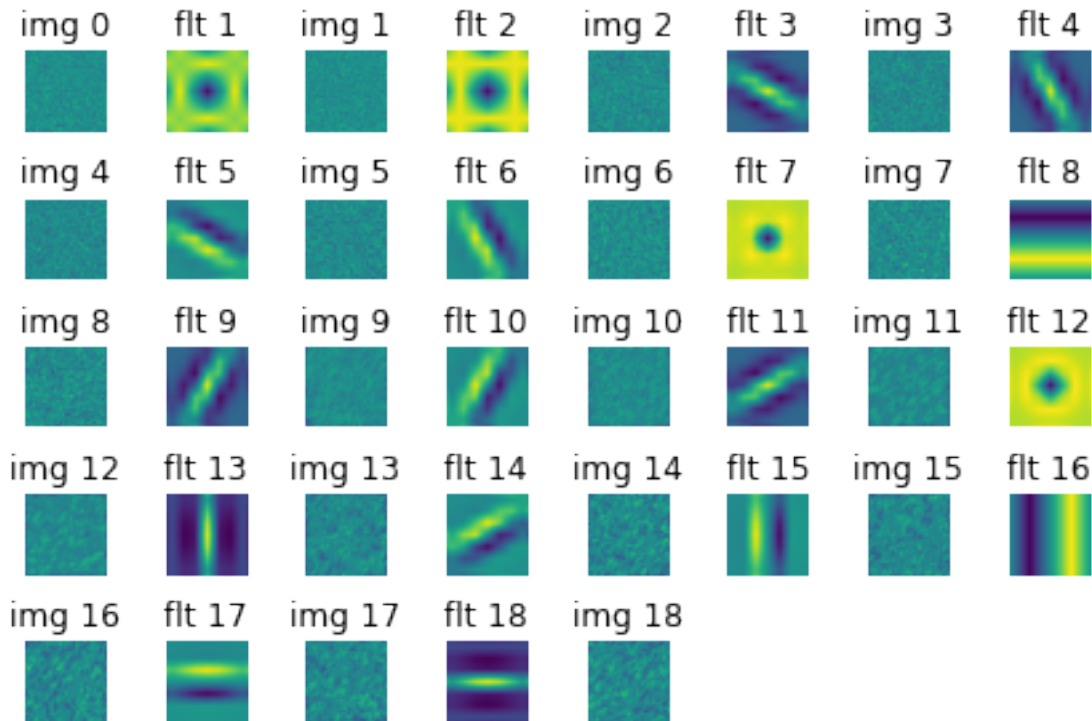 img 0 flt 1 img 1 flt 2 img 2 flt 3 img 3 flt 4
img 4 flt 5 img 5 flt 6 img 6 flt 7 img 7 flt 8
img 8 flt 9 img 9 flt 10 img 10 flt 11 img 11 flt 12
img 12 flt 13 img 13 flt 14 img 14 flt 15 img 15 flt 16
img 16 flt 17 img 17 flt 18 img 18